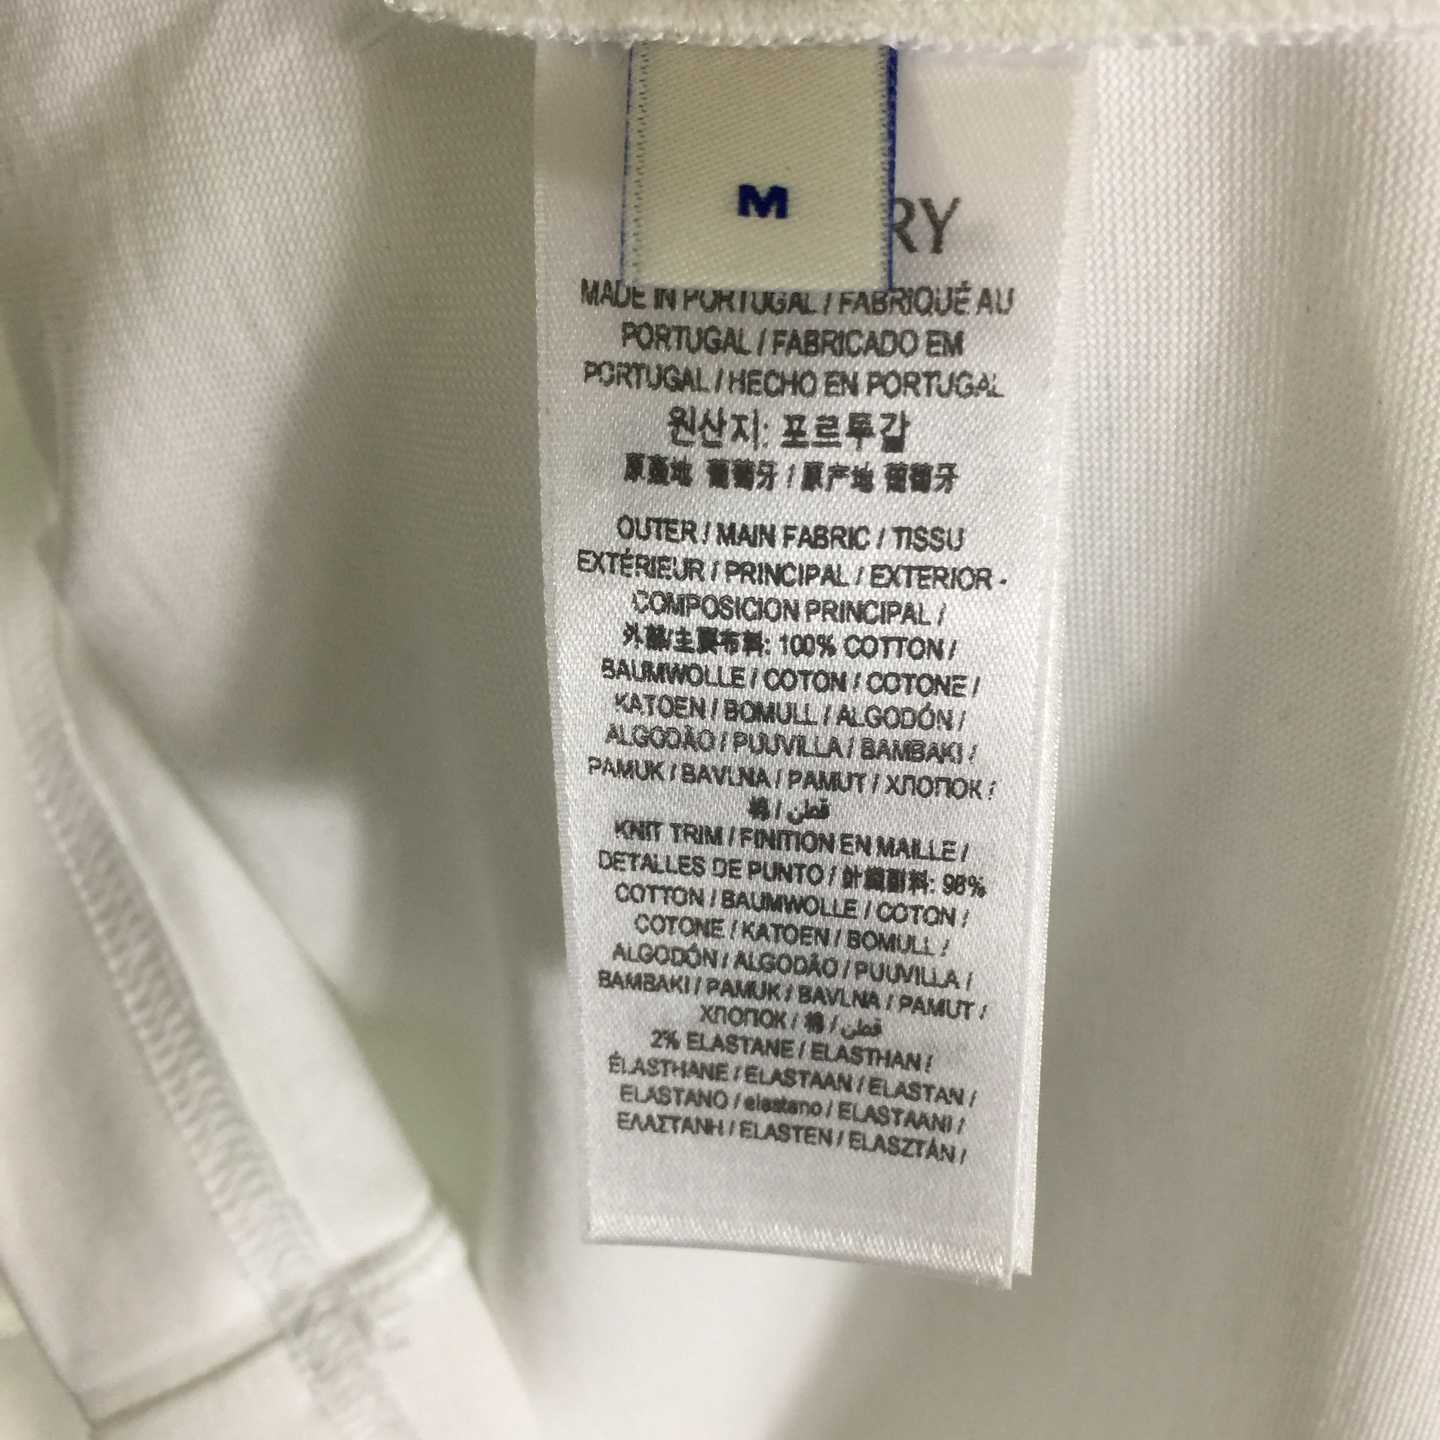 M
RY
MADE IN PORTUGAL / FABRIQUÉ AU
PORTUGAL / FABRICADO EM
PORTUGAL / HECHO EN PORTUGAL
원산지: 포르투갈
原產地 葡萄牙 / 原产地 葡萄牙
OUTER / MAIN FABRIC / TISSU
EXTÉRIEUR / PRINCIPAL / EXTERIOR -
COMPOSICION PRINCIPAL /
外部/主要布料: 100% COTTON /
BAUMWOLLE / COTON / COTONE /
KATOEN / BOMULL / ALGODÓN /
ALGODÃO / PUUVILLA / BAMBAKI /
PAMUK / BAVLNA / PAMUT / ХЛОПОК /
棉 / قطن
KNIT TRIM / FINITION EN MAILLE /
DETALLES DE PUNTO / 針織副料: 98%
COTTON / BAUMWOLLE / COTON /
COTONE / KATOEN / BOMULL /
ALGODÓN / ALGODÃO / PUUVILLA /
BAMBAKI / PAMUK / BAVLNA / PAMUT /
ХЛОПОК / 棉 / قطن
2% ELASTANE / ELASTHAN /
ÉLASTHANE / ELASTAAN / ELASTAN /
ELASTANO / elastano / ELASTAANI /
ΕΛΑΣΤΑΝΗ / ELASTEN / ELASZTÁN /